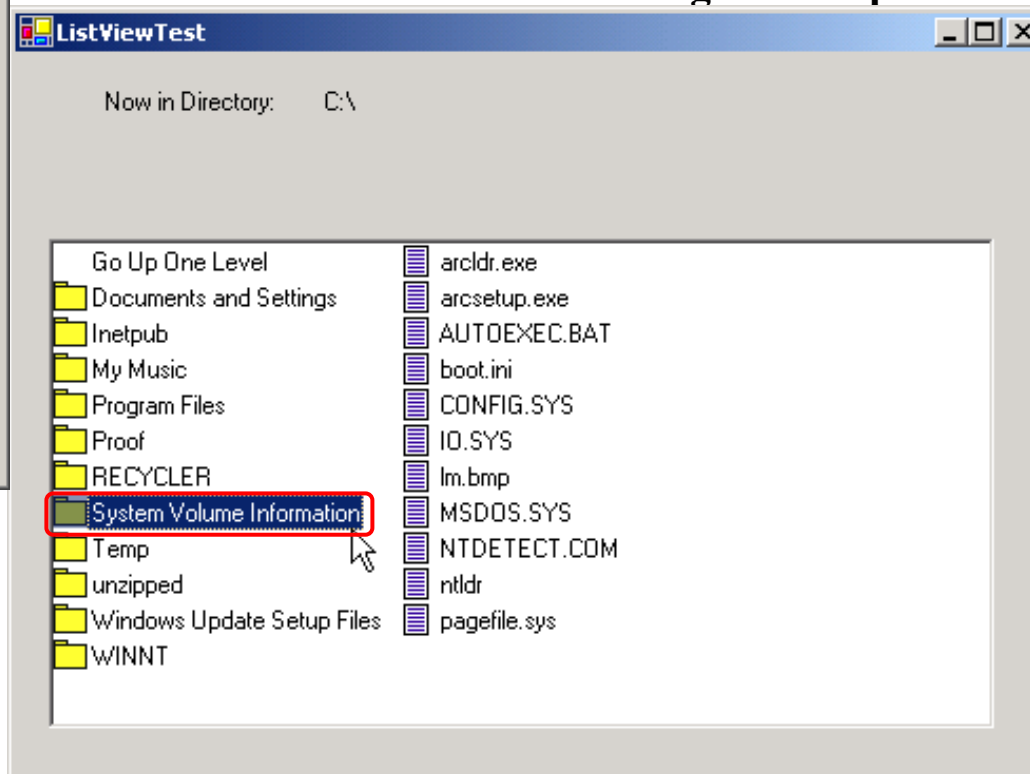 ListViewTest
Now in Directory: C:\
Go Up One Level
Documents and Settings
Inetpub
My Music
Program Files
Proof
RECYCLER
System Volume Information
Temp
unzipped
Windows Update Setup Files
WINNT
arcldr.exe
arcsetup.exe
AUTOEXEC.BAT
boot.ini
CONFIG.SYS
IO.SYS
lm.bmp
MSDOS.SYS
NTDETECT.COM
ntldr
pagefile.sys